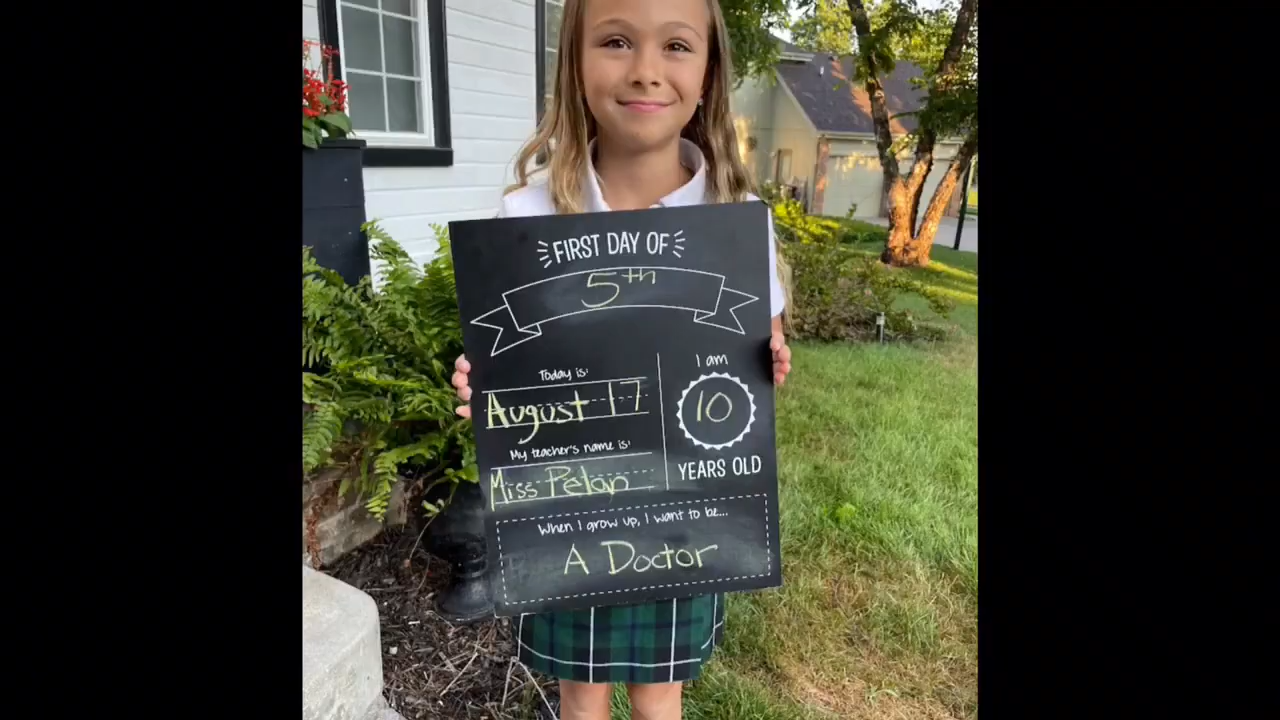 FIRST DAY OF
5th
Today is:
August 17
My teacher's name is:
Miss Pelan
I am
10
YEARS OLD
When I grow up, I want to be...
A Doctor